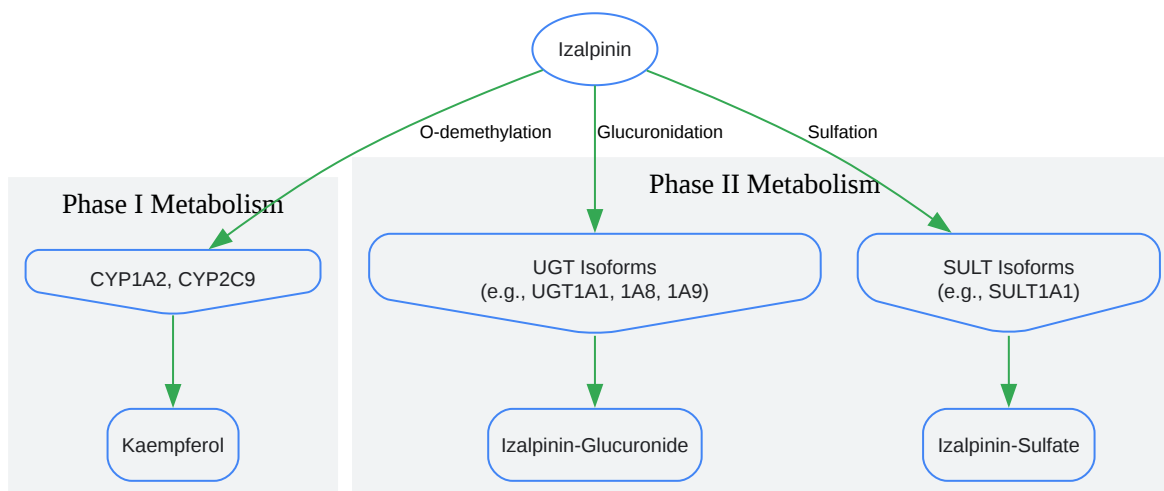 Izalpinin
O-demethylation
Glucuronidation
Sulfation
Phase I Metabolism
Phase II Metabolism
CYP1A2, CYP2C9
UGT Isoforms
(e.g., UGT1A1, 1A8, 1A9)
SULT Isoforms
(e.g., SULT1A1)
Kaempferol
Izalpinin-Glucuronide
Izalpinin-Sulfate